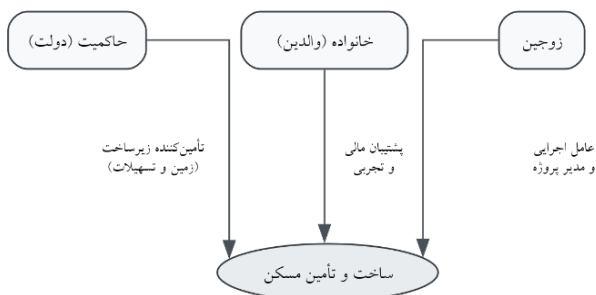 زوجین
خانواده (والدین)
حاکمیت (دولت)
عامل اجرایی
و مدیر پروژه
پشتیبان مالی
و تجربی
تأمین‌کننده زیرساخت
(زمین و تسهیلات)
ساخت و تأمین مسکن